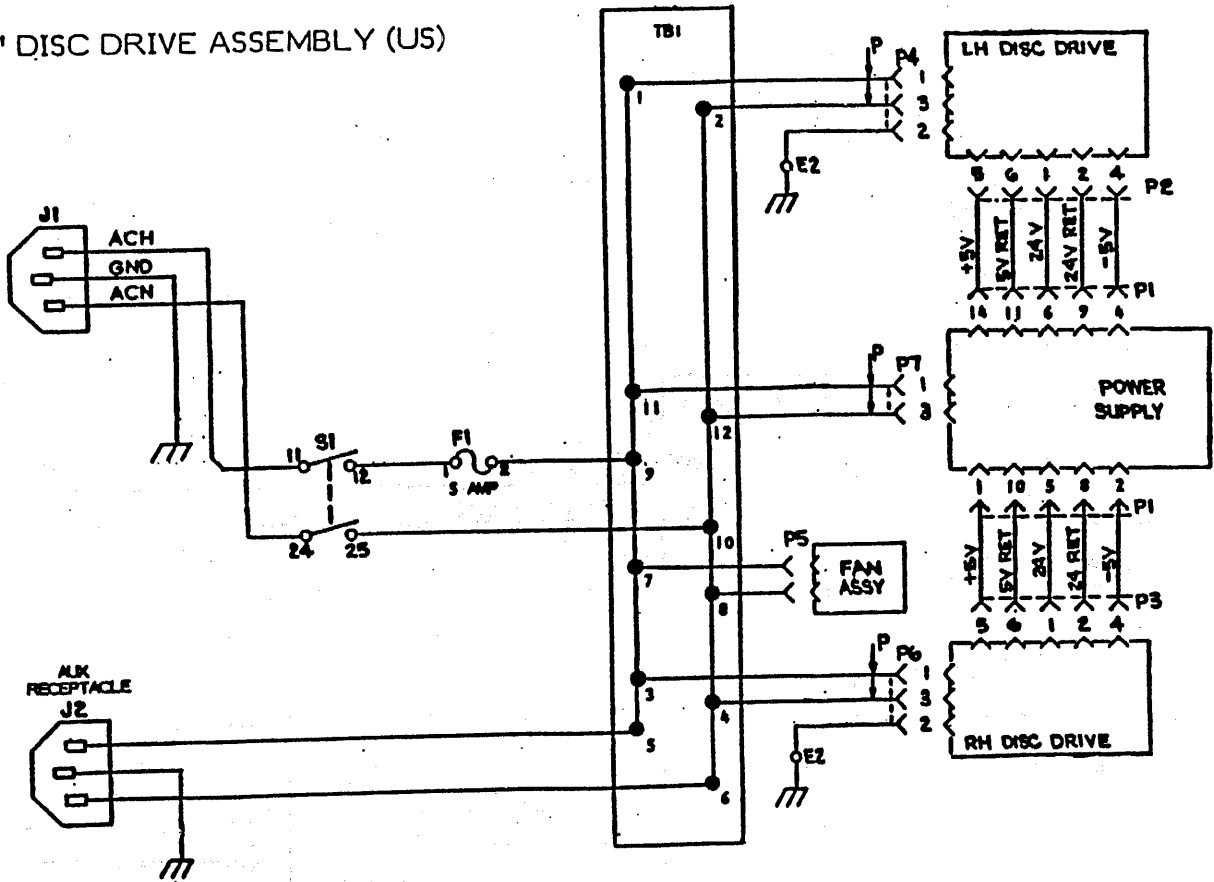 " DISC DRIVE ASSEMBLY (US)
TB1
P
P4
1
3
2
LH DISC DRIVE
1
2
E2
5 6 1 2 4
P2
+5V
5V RET
24V
24V RET
-5V
P1
14 11 6 9 4
J1
ACH
GND
ACN
P
P7
1
3
POWER
SUPPLY
11
12
11
S1
12
F1
1
5 AMP
9
1 10 5 8 2
P1
24
25
10
P5
FAN
ASSY
7
8
+5V
5V RET
24V
24 RET
-5V
P3
5 6 1 2 4
P
P6
1
3
2
RH DISC DRIVE
3
4
E2
AUX
RECEPTACLE
J2
5
6